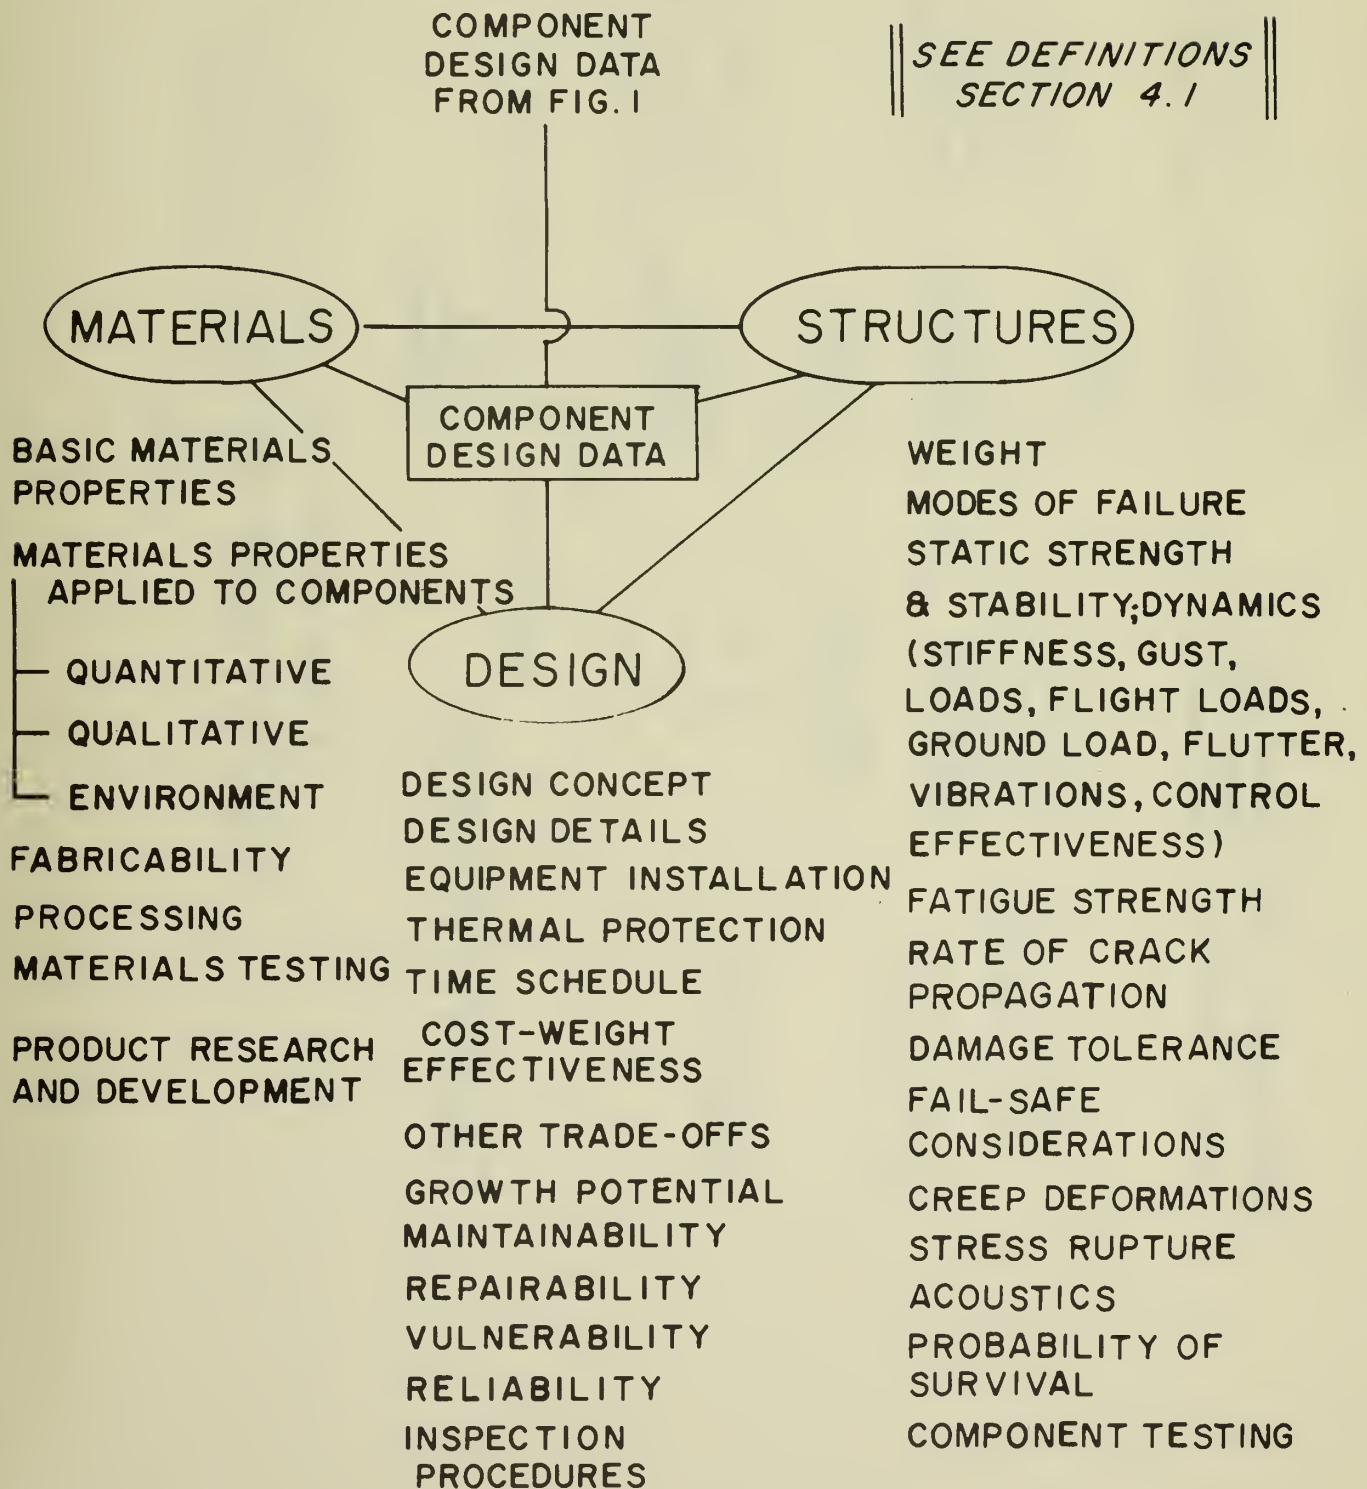 COMPONENT
DESIGN DATA
FROM FIG. 1
SEE DEFINITIONS
SECTION 4.1
MATERIALS
STRUCTURES
COMPONENT
DESIGN DATA
DESIGN
BASIC MATERIALS
PROPERTIES
MATERIALS PROPERTIES
APPLIED TO COMPONENTS
QUANTITATIVE
QUALITATIVE
ENVIRONMENT
FABRICABILITY
PROCESSING
MATERIALS TESTING
PRODUCT RESEARCH
AND DEVELOPMENT
DESIGN CONCEPT
DESIGN DETAILS
EQUIPMENT INSTALLATION
THERMAL PROTECTION
TIME SCHEDULE
COST-WEIGHT
EFFECTIVENESS
OTHER TRADE-OFFS
GROWTH POTENTIAL
MAINTAINABILITY
REPAIRABILITY
VULNERABILITY
RELIABILITY
INSPECTION
PROCEDURES
WEIGHT
MODES OF FAILURE
STATIC STRENGTH
& STABILITY;DYNAMICS
(STIFFNESS, GUST,
LOADS, FLIGHT LOADS,
GROUND LOAD, FLUTTER,
VIBRATIONS, CONTROL
EFFECTIVENESS)
FATIGUE STRENGTH
RATE OF CRACK
PROPAGATION
DAMAGE TOLERANCE
FAIL-SAFE
CONSIDERATIONS
CREEP DEFORMATIONS
STRESS RUPTURE
ACOUSTICS
PROBABILITY OF
SURVIVAL
COMPONENT TESTING